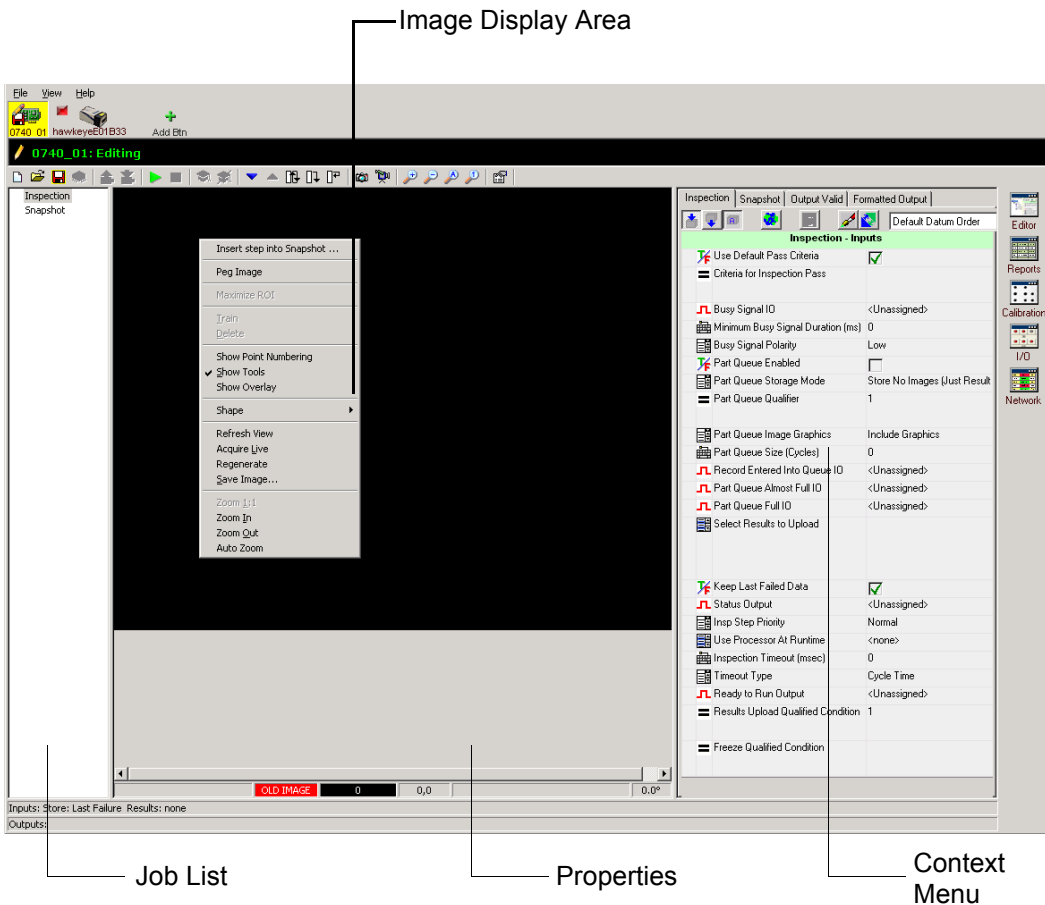 Image Display Area
File View Help
0740_01 hawkeyeE01B33 Add Btn
0740_01: Editing
Inspection
Snapshot
Insert step into Snapshot ...
Peg Image
Maximize ROI
Train
Delete
Show Point Numbering
Show Tools
Show Overlay
Shape
Refresh View
Acquire Live
Regenerate
Save Image...
Zoom 1:1
Zoom In
Zoom Out
Auto Zoom
OLD IMAGE 0 0,0 0.0°
Inspection Snapshot Output Valid Formatted Output
Default Datum Order
Inspection - Inputs
Use Default Pass Criteria
Criteria for Inspection Pass
Busy Signal IO <Unassigned>
Minimum Busy Signal Duration (ms) 0
Busy Signal Polarity Low
Part Queue Enabled
Part Queue Storage Mode Store No Images (Just Result
Part Queue Qualifier 1
Part Queue Image Graphics Include Graphics
Part Queue Size (Cycles) 0
Record Entered Into Queue IO <Unassigned>
Part Queue Almost Full IO <Unassigned>
Part Queue Full IO <Unassigned>
Select Results to Upload
Keep Last Failed Data
Status Output <Unassigned>
Insp Step Priority Normal
Use Processor At Runtime <none>
Inspection Timeout (msec) 0
Timeout Type Cycle Time
Ready to Run Output <Unassigned>
Results Upload Qualified Condition 1
Freeze Qualified Condition
Editor
Reports
Calibration
I/O
Network
Inputs: Store: Last Failure Results: none
Outputs:
Job List
Properties
Context
Menu